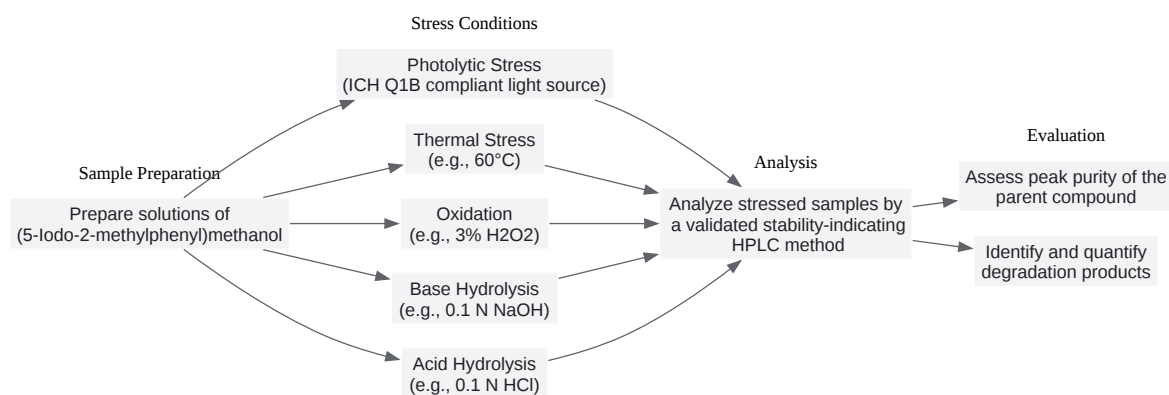 Stress Conditions
Photolytic Stress
(ICH Q1B compliant light source)
Thermal Stress
(e.g., 60°C)
Sample Preparation
Prepare solutions of
(5-Iodo-2-methylphenyl)methanol
Oxidation
(e.g., 3% H2O2)
Base Hydrolysis
(e.g., 0.1 N NaOH)
Acid Hydrolysis
(e.g., 0.1 N HCl)
Analysis
Analyze stressed samples by
a validated stability-indicating
HPLC method
Evaluation
Assess peak purity of the
parent compound
Identify and quantify
degradation products